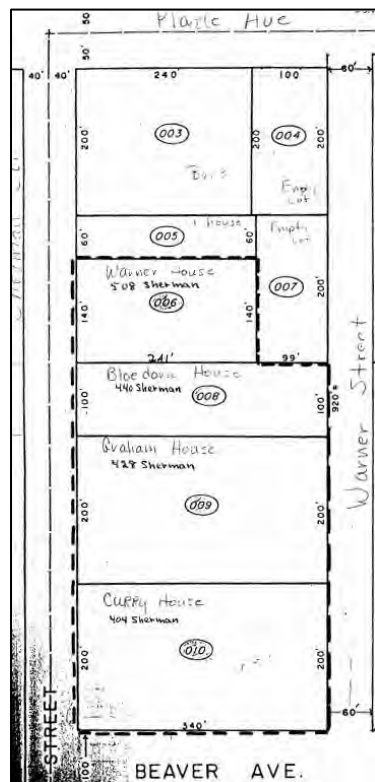 50'
Maple Ave
50'
40'
40'
240'
100'
60'
200'
003
200
004
200'
Empty
Lot
60'
1 house
005
60'
Empty
Lot
007
200'
Warner House
508 Sherman
006
140'
140'
241'
99'
Bloedorn House
440 Sherman
008
100'
100'
920'±
Warner Street
Graham House
428 Sherman
009
200'
200'
Curry House
404 Sherman
010
200'
200'
340'
60'
STREET
100'
BEAVER AVE.